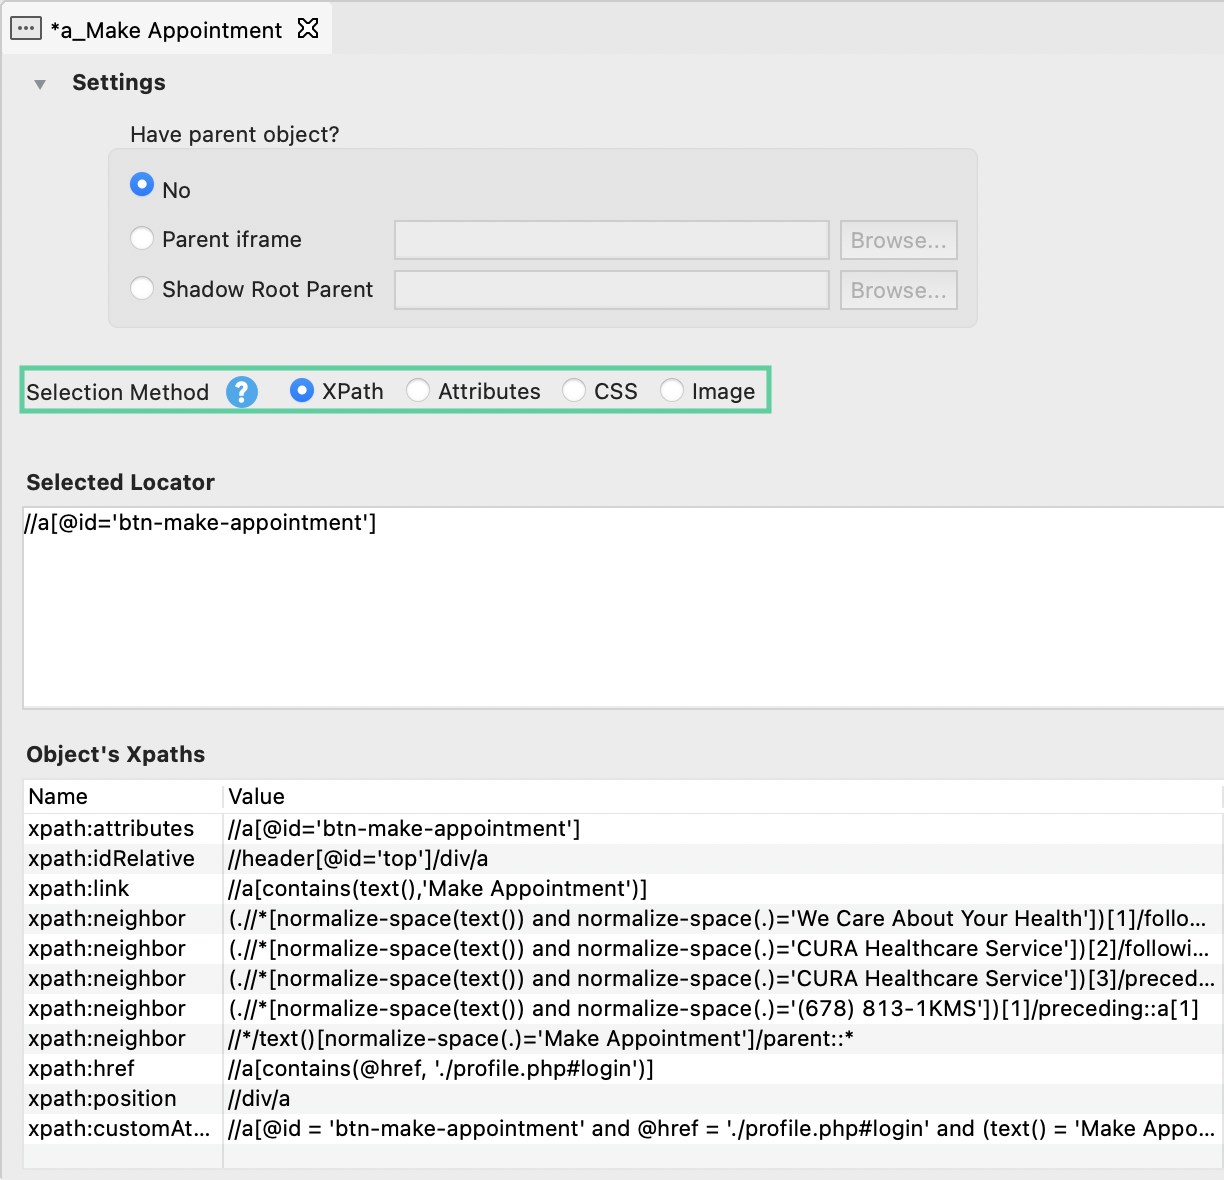 *a_Make Appointment
Settings
Have parent object?
No
Parent iframe Browse...
Shadow Root Parent Browse...
Selection Method ? XPath Attributes CSS Image
Selected Locator
//a[@id='btn-make-appointment']
Object's Xpaths
Name Value
xpath:attributes //a[@id='btn-make-appointment']
xpath:idRelative //header[@id='top']/div/a
xpath:link //a[contains(text(),'Make Appointment')]
xpath:neighbor (.//*[normalize-space(text()) and normalize-space(.)='We Care About Your Health'])[1]/follo...
xpath:neighbor (.//*[normalize-space(text()) and normalize-space(.)='CURA Healthcare Service'])[2]/followi...
xpath:neighbor (.//*[normalize-space(text()) and normalize-space(.)='CURA Healthcare Service'])[3]/preced...
xpath:neighbor (.//*[normalize-space(text()) and normalize-space(.)='(678) 813-1KMS'])[1]/preceding::a[1]
xpath:neighbor //*/text()[normalize-space(.)='Make Appointment']/parent::*
xpath:href //a[contains(@href, './profile.php#login')]
xpath:position //div/a
xpath:customAt... //a[@id = 'btn-make-appointment' and @href = './profile.php#login' and (text() = 'Make Appo...